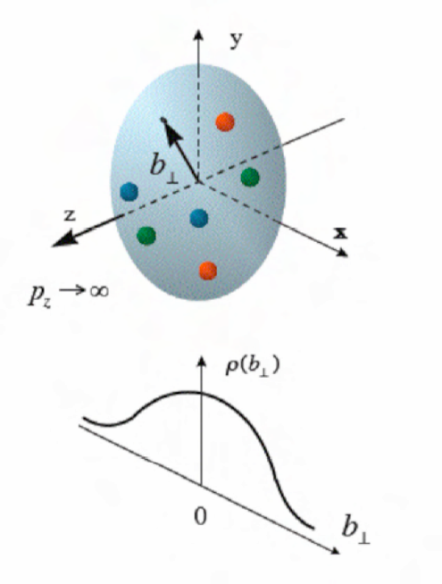 y
b⊥
z
x
p_z → ∞
ρ(b⊥)
0
b⊥